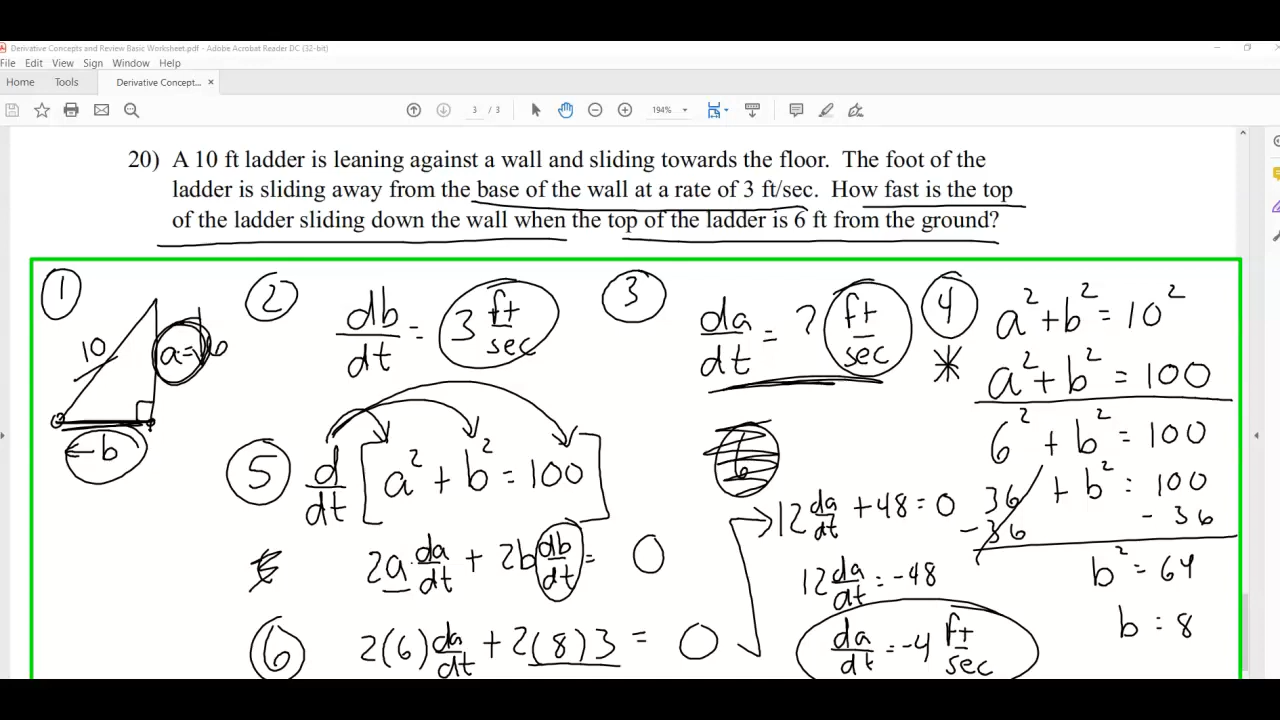 Derivative Concepts and Review Basic Worksheet.pdf - Adobe Acrobat Reader DC (32-bit)
File Edit View Sign Window Help
Home Tools Derivative Concept... ×
3 / 3 194%
20) A 10 ft ladder is leaning against a wall and sliding towards the floor. The foot of the
ladder is sliding away from the base of the wall at a rate of 3 ft/sec. How fast is the top
of the ladder sliding down the wall when the top of the ladder is 6 ft from the ground?
1
10
a = 6
b
2
db/dt = 3 ft/sec
3
da/dt = ? ft/sec
4
a² + b² = 10²
a² + b² = 100
6² + b² = 100
36 + b² = 100
-36 - 36
b² = 64
b = 8
5
d/dt [a² + b² = 100]
2a · da/dt + 2b db/dt = 0
6
2(6) da/dt + 2(8)3 = 0
12 da/dt + 48 = 0
12 da/dt = -48
da/dt = -4 ft/sec